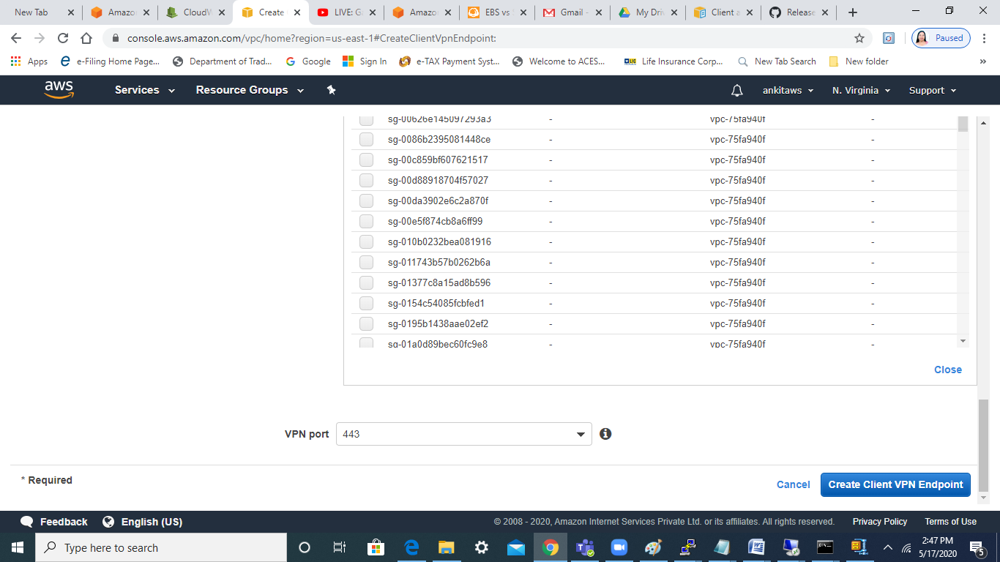 New Tab
Amazo
CloudW
Create
LIVE: G
Amazo
EBS vs
Gmail -
My Driv
Client a
Releas
console.aws.amazon.com/vpc/home?region=us-east-1#CreateClientVpnEndpoint:
Paused
Apps
e-Filing Home Page...
Department of Trad...
Google
Sign In
e-TAX Payment Syst...
Welcome to ACES...
Life Insurance Corp...
New Tab Search
New folder
»
aws
Services
Resource Groups
ankitaws
N. Virginia
Support
sg-00626e145097293a3 - vpc-75fa940f -
sg-0086b2395081448ce - vpc-75fa940f -
sg-00c859bf607621517 - vpc-75fa940f -
sg-00d88918704f57027 - vpc-75fa940f -
sg-00da3902e6c2a870f - vpc-75fa940f -
sg-00e5f874cb8a6ff99 - vpc-75fa940f -
sg-010b0232bea081916 - vpc-75fa940f -
sg-011743b57b0262b6a - vpc-75fa940f -
sg-01377c8a15ad8b596 - vpc-75fa940f -
sg-0154c54085fcbfed1 - vpc-75fa940f -
sg-0195b1438aae02ef2 - vpc-75fa940f -
sg-01a0d89bec60fc9e8 - vpc-75fa940f -
Close
VPN port
443
* Required
Cancel
Create Client VPN Endpoint
Feedback
English (US)
© 2008 - 2020, Amazon Internet Services Private Ltd. or its affiliates. All rights reserved.
Privacy Policy
Terms of Use
Type here to search
2:47 PM
5/17/2020
5